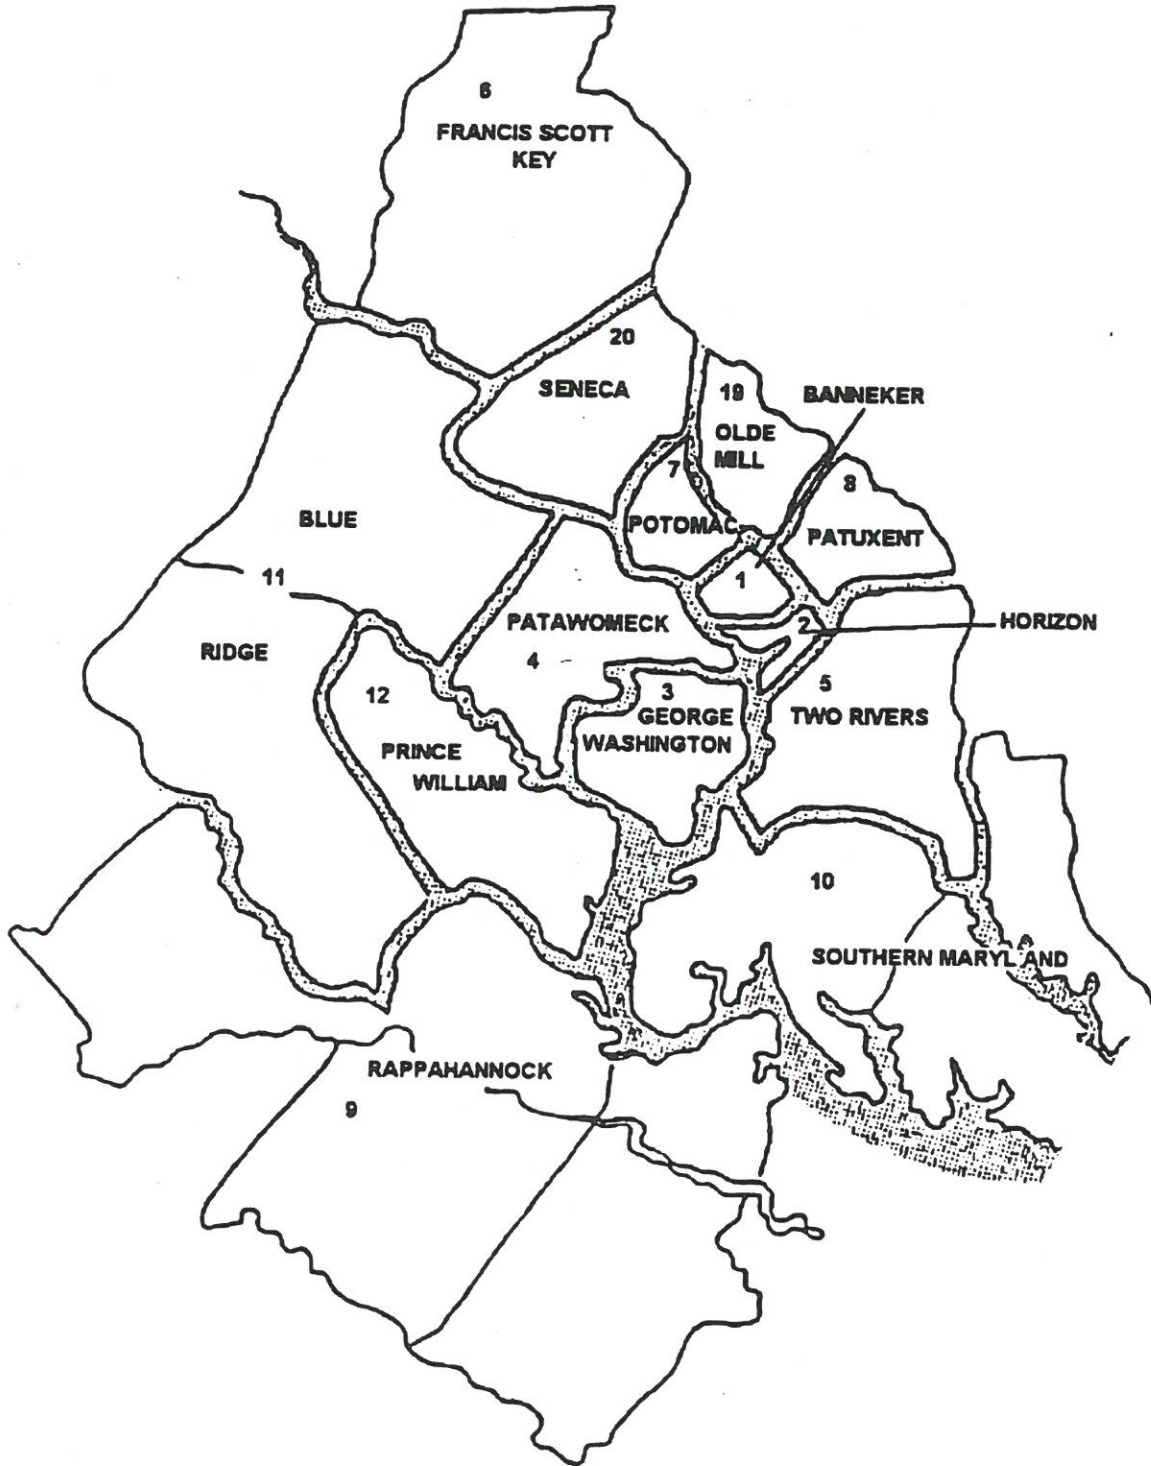 6
FRANCIS SCOTT
KEY
20
SENECA
19
OLDE
MILL
BANNEKER
7
POTOMAC
8
PATUXENT
BLUE
11
RIDGE
1
2
HORIZON
PATAWOMECK
4
3
GEORGE
WASHINGTON
5
TWO RIVERS
12
PRINCE
WILLIAM
10
SOUTHERN MARYLAND
RAPPAHANNOCK
9